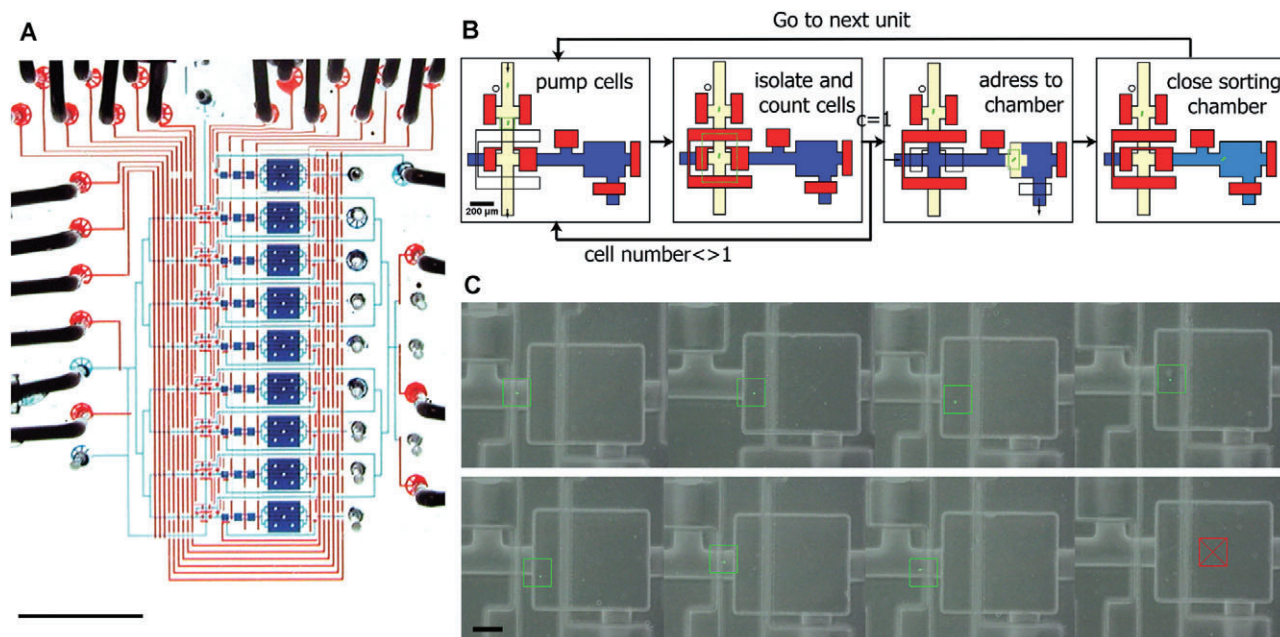 A
B
Go to next unit
pump cells
isolate and
count cells
c=1
adress to
chamber
close sorting
chamber
200 µm
cell number<>1
C